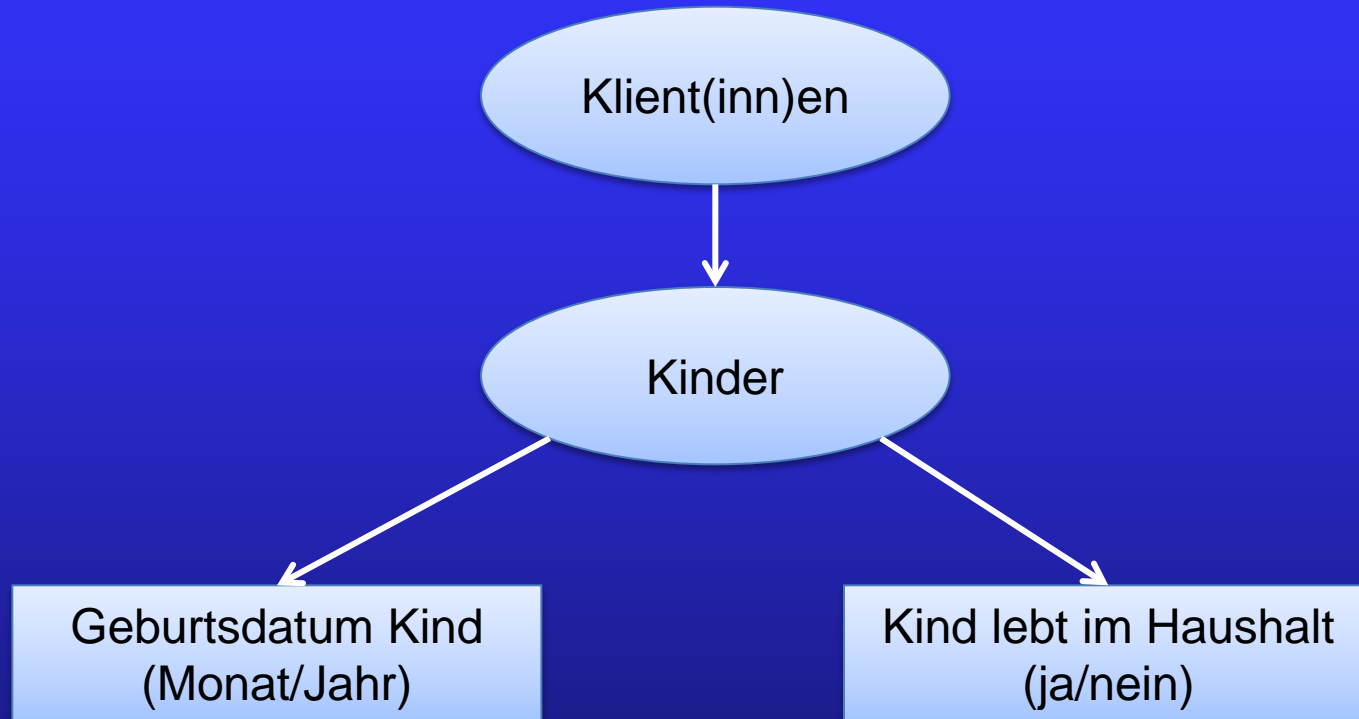 Klient(inn)en
Kinder
Geburtsdatum Kind
(Monat/Jahr)
Kind lebt im Haushalt
(ja/nein)